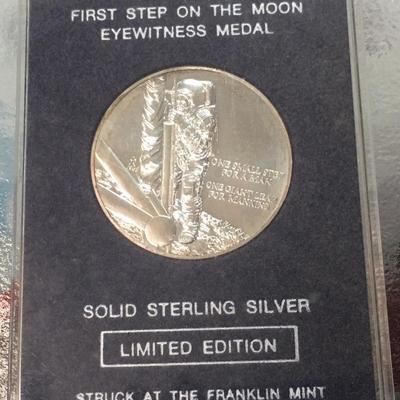 FIRST STEP ON THE MOON
EYEWITNESS MEDAL
ONE SMALL STEP
FOR A MAN
ONE GIANT LEAP
FOR MANKIND
SOLID STERLING SILVER
LIMITED EDITION
STRUCK AT THE FRANKLIN MINT